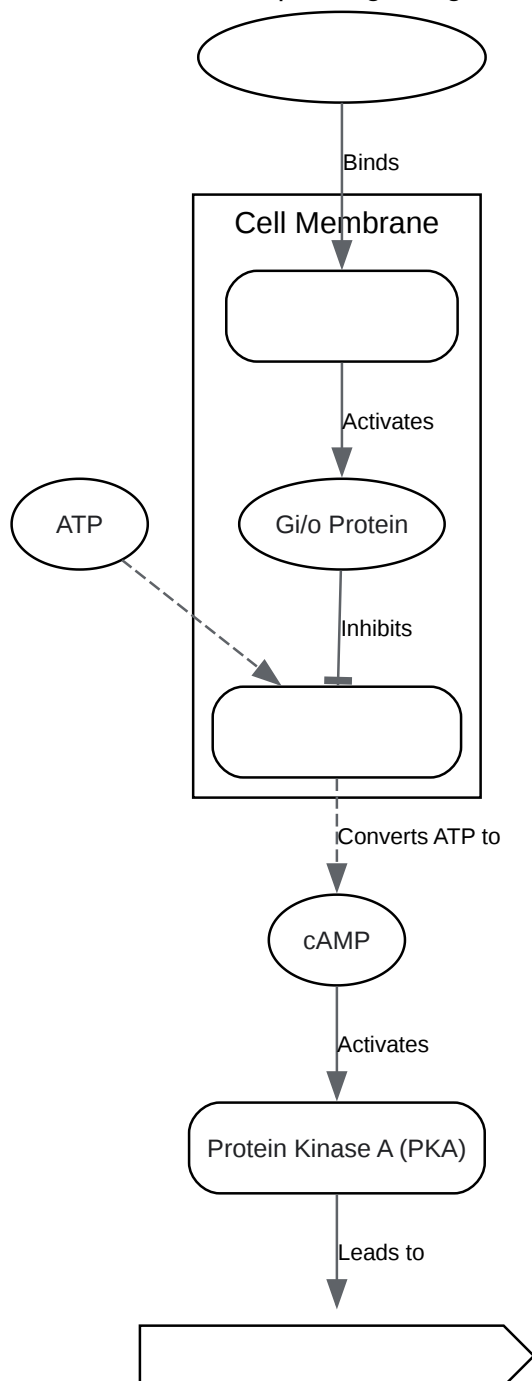 Binds
Cell Membrane
Activates
ATP
Gi/o Protein
Inhibits
Converts ATP to
cAMP
Activates
Protein Kinase A (PKA)
Leads to